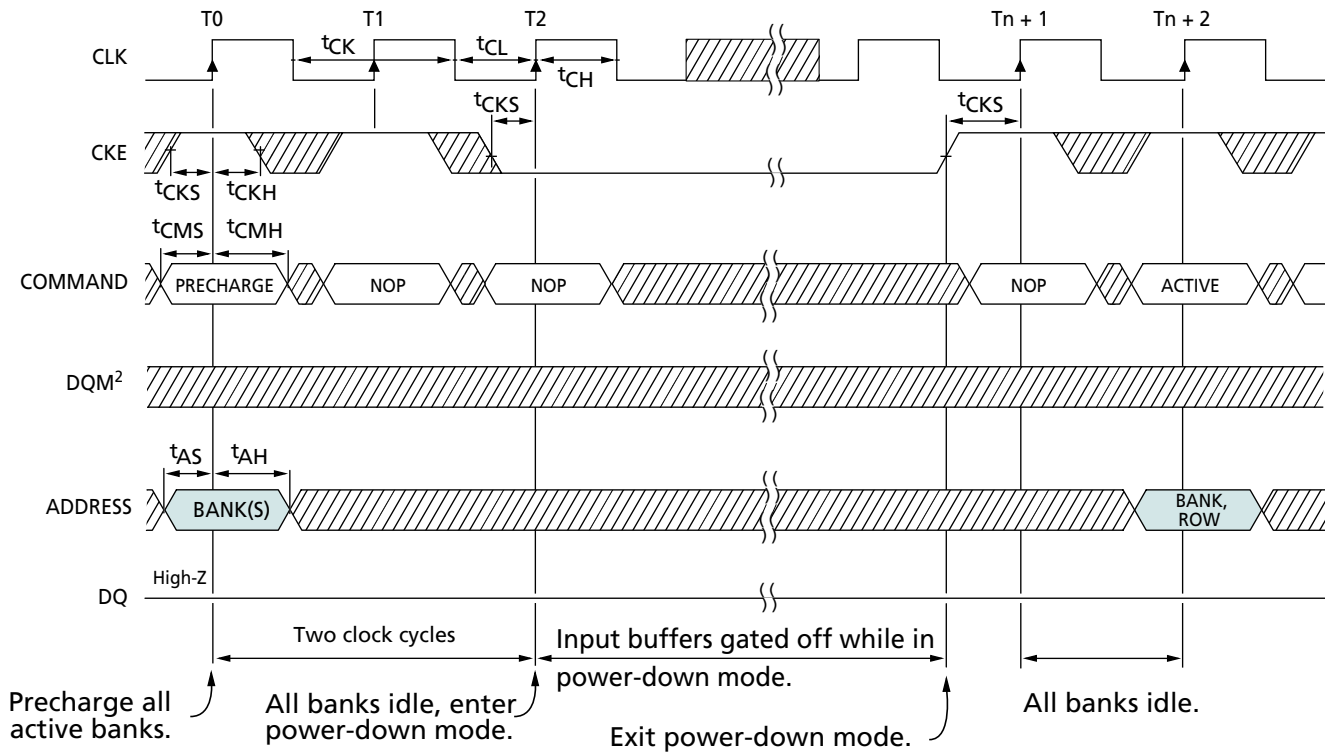 T0 T1 T2 Tn + 1 Tn + 2
CLK
tCK tCL
tCH
tCKS tCKS
CKE
tCKS tCKH
tCMS tCMH
COMMAND PRECHARGE NOP NOP NOP ACTIVE
DQM²
tAS tAH
ADDRESS BANK(S) BANK,
ROW
High-Z
DQ
Two clock cycles
Input buffers gated off while in
power-down mode.
Precharge all
active banks.
All banks idle, enter
power-down mode.
Exit power-down mode.
All banks idle.